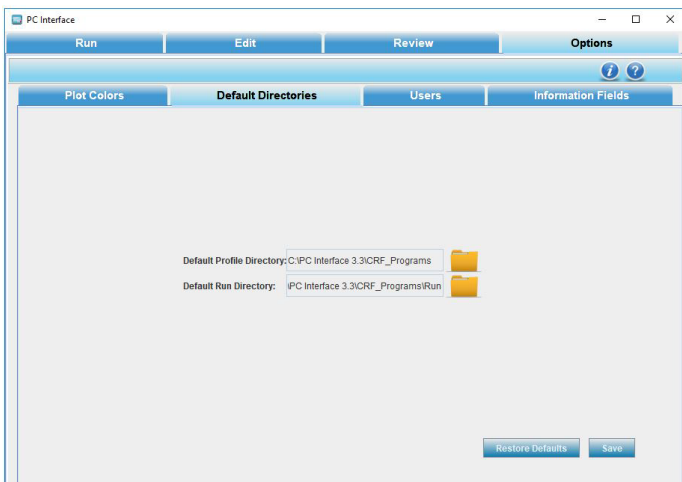 PC Interface
Run Edit Review Options
i ?
Plot Colors Default Directories Users Information Fields
Default Profile Directory: C:\PC Interface 3.3\CRF_Programs
Default Run Directory: \PC Interface 3.3\CRF_Programs\Run
Restore Defaults Save